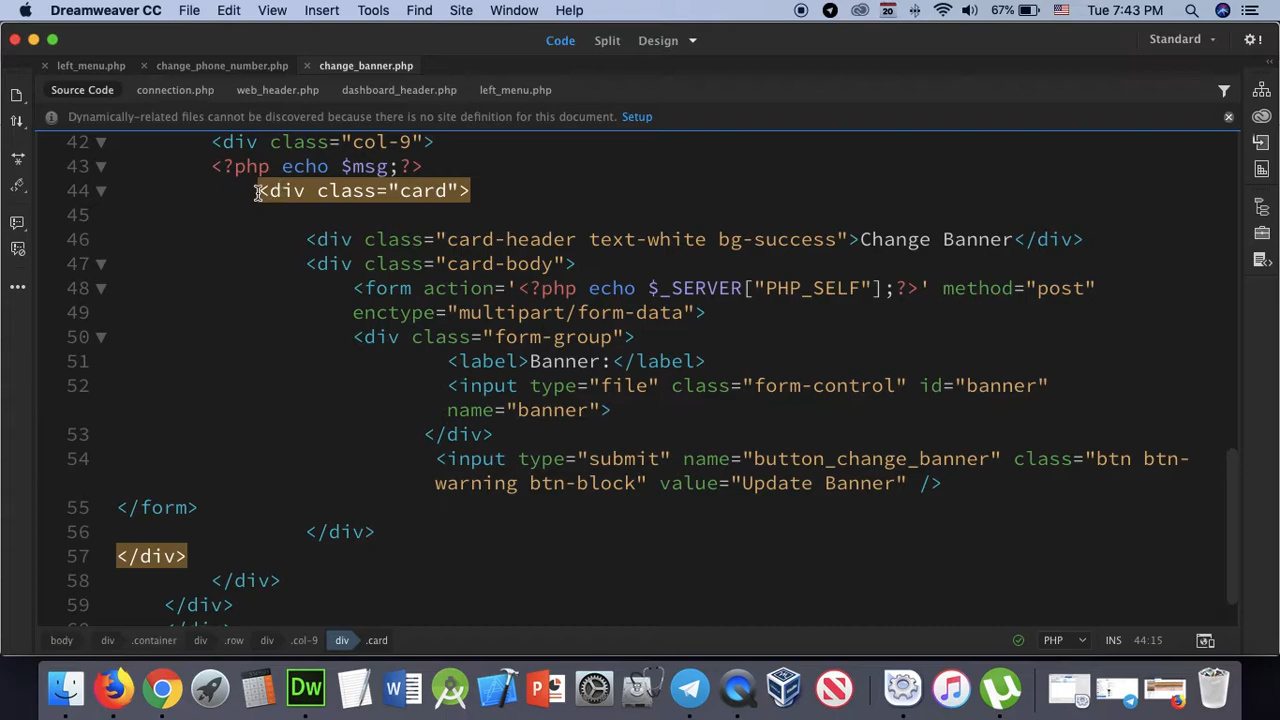 Dreamweaver CC File Edit View Insert Tools Find Site Window Help 67% Tue 7:43 PM
Code Split Design Standard
left_menu.php change_phone_number.php change_banner.php
Source Code connection.php web_header.php dashboard_header.php left_menu.php
Dynamically-related files cannot be discovered because there is no site definition for this document. Setup
42 <div class="col-9">
43 <?php echo $msg;?>
44 <div class="card">
45
46 <div class="card-header text-white bg-success">Change Banner</div>
47 <div class="card-body">
48 <form action='<?php echo $_SERVER["PHP_SELF"];?>' method="post"
49 enctype="multipart/form-data">
50 <div class="form-group">
51 <label>Banner:</label>
52 <input type="file" class="form-control" id="banner"
name="banner">
53 </div>
54 <input type="submit" name="button_change_banner" class="btn btn-
warning btn-block" value="Update Banner" />
55 </form>
56 </div>
57 </div>
58 </div>
59 </div>
body div .container div .row div .col-9 div .card PHP INS 44:15
Dw